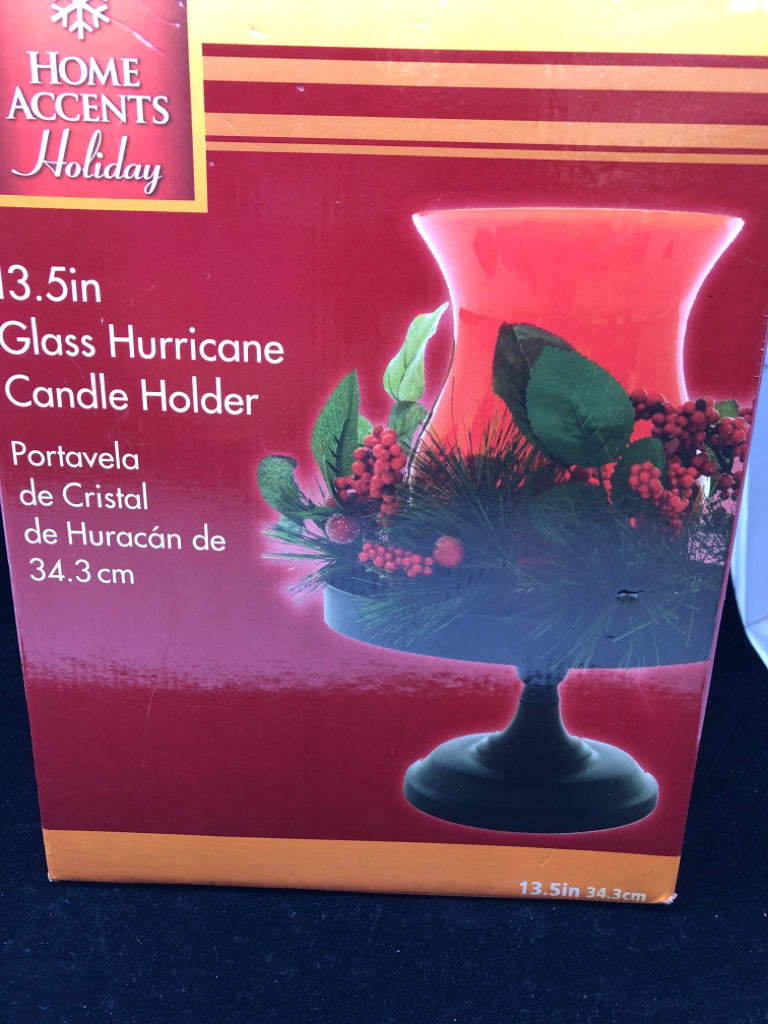 HOME
ACCENTS
Holiday
13.5in
Glass Hurricane
Candle Holder
Portavela
de Cristal
de Huracán de
34.3 cm
13.5in 34.3cm